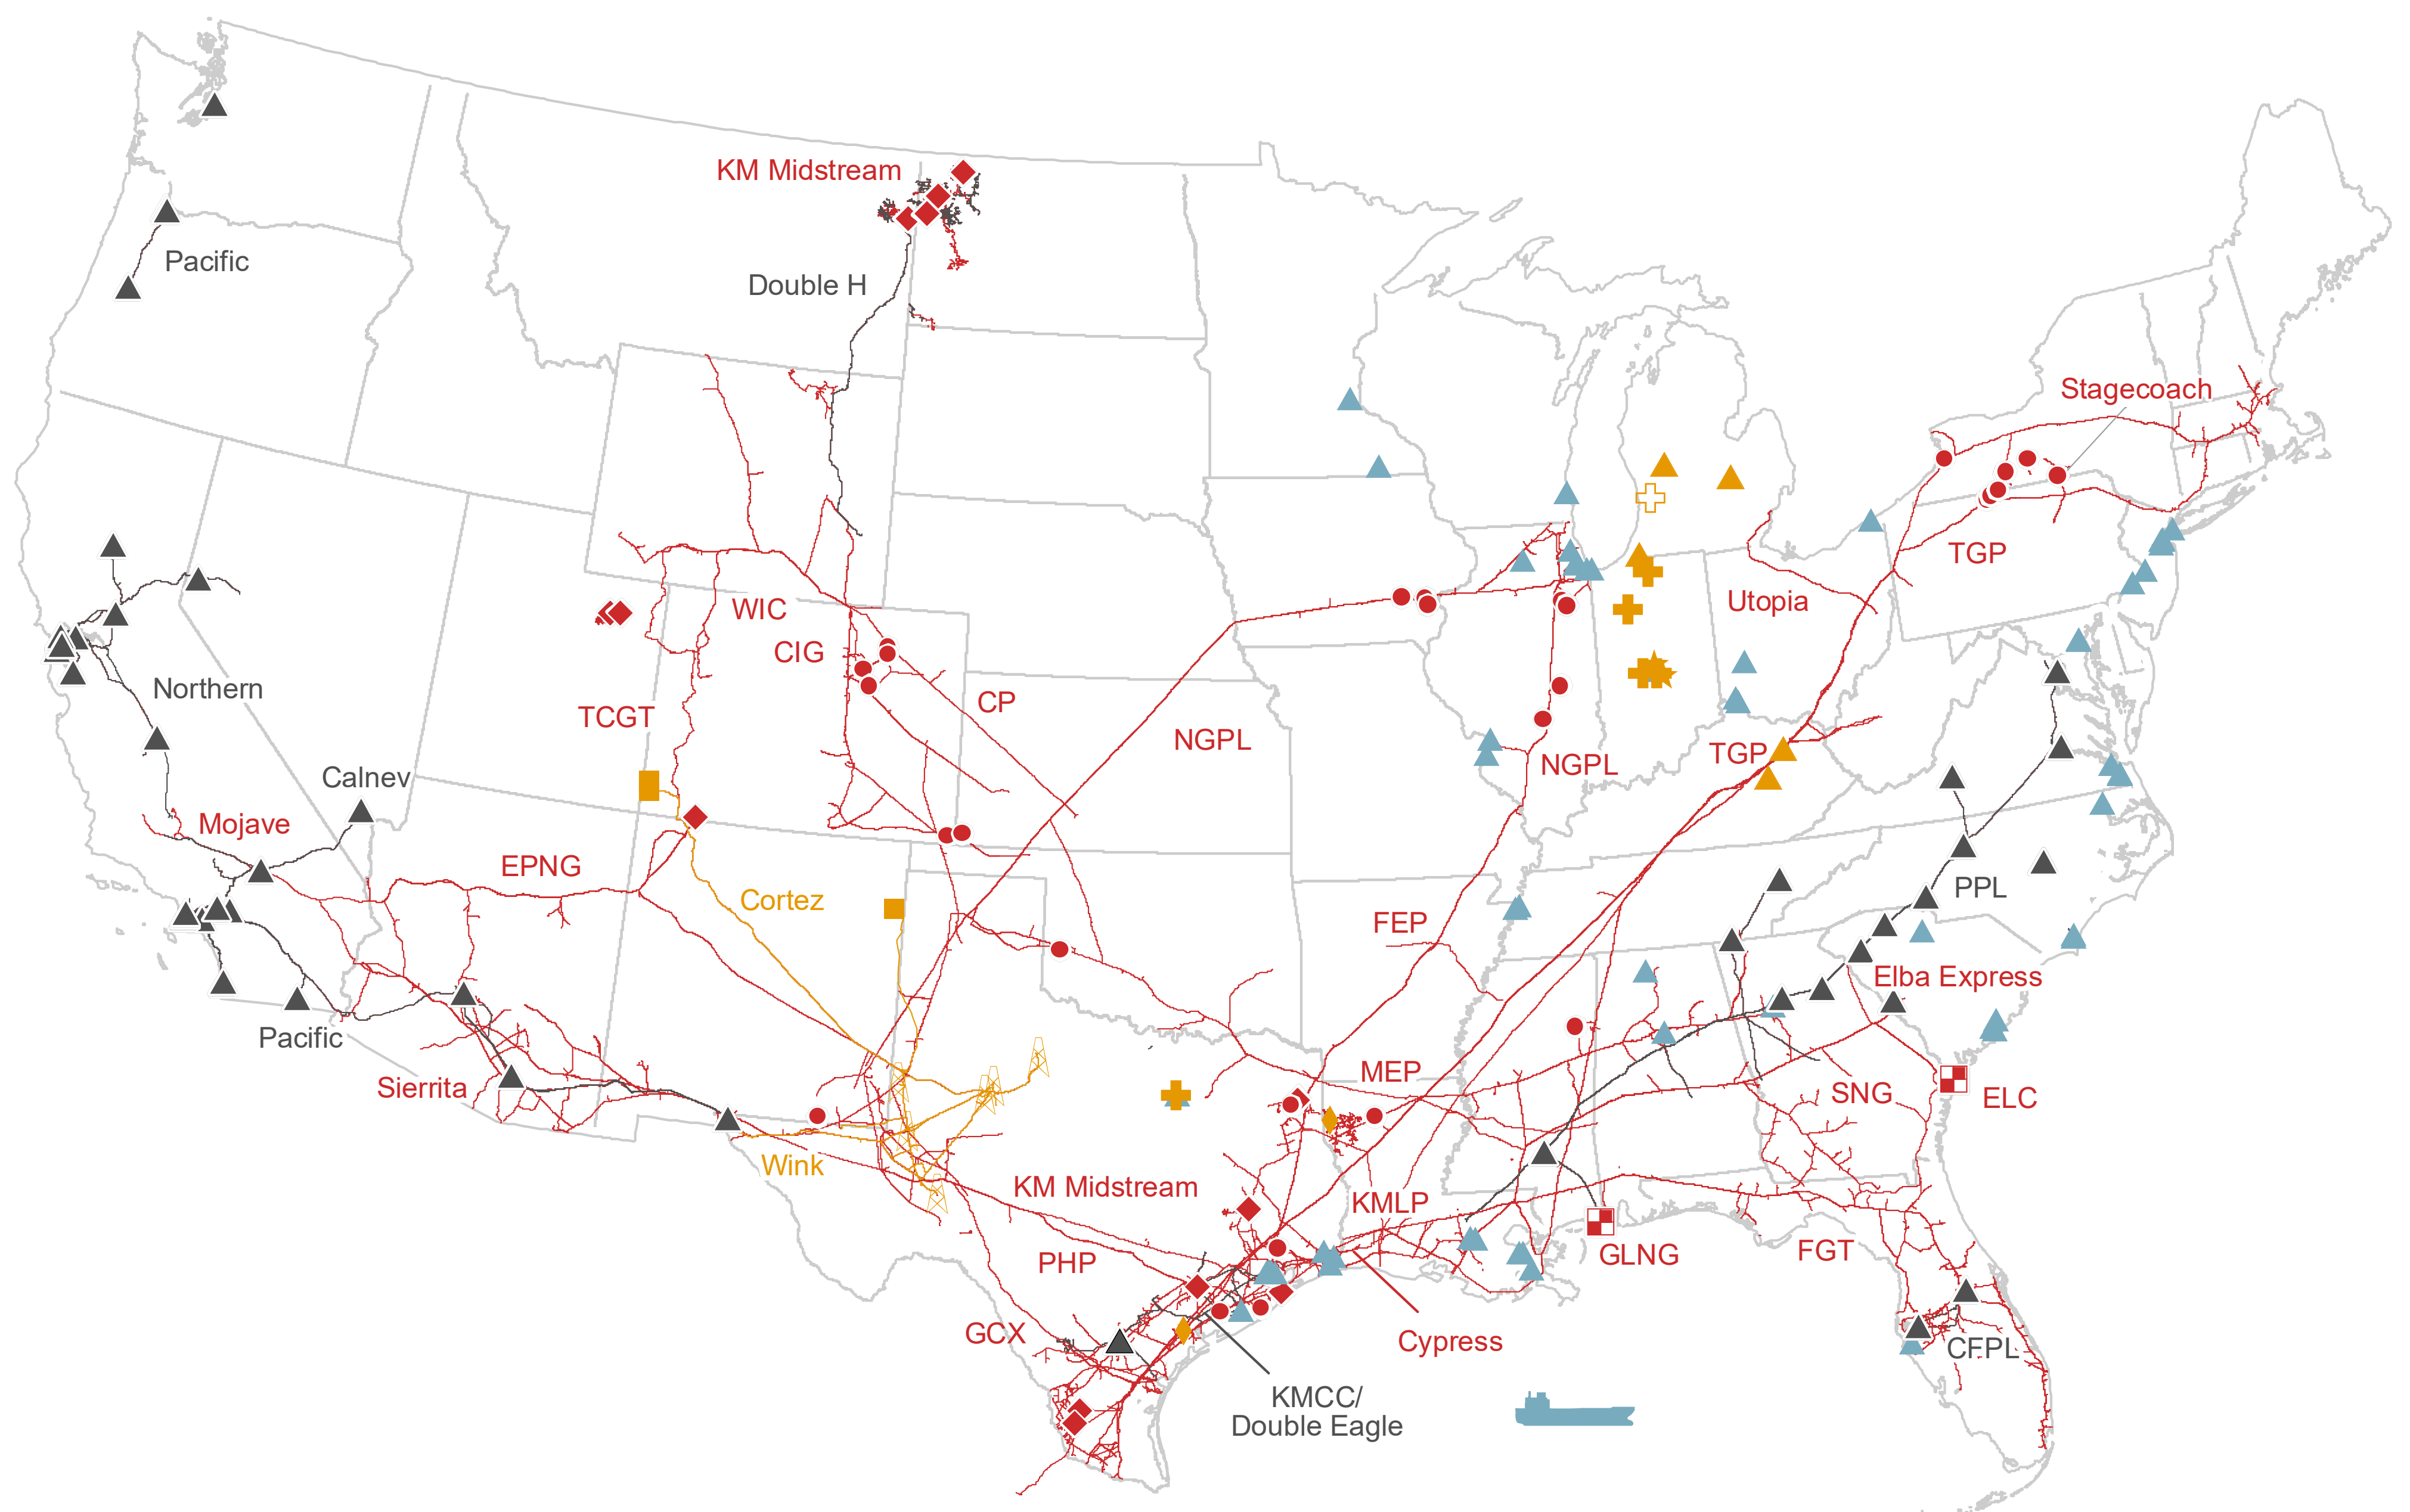 KM Midstream
Pacific
Double H
Stagecoach
TGP
WIC
Utopia
CIG
Northern
CP
TCGT
NGPL
TGP
NGPL
Calnev
Mojave
EPNG
PPL
Cortez
FEP
Elba Express
Pacific
MEP
Sierrita
SNG
ELC
Wink
KM Midstream
KMLP
FGT
GLNG
PHP
GCX
Cypress
CFPL
KMCC/
Double Eagle